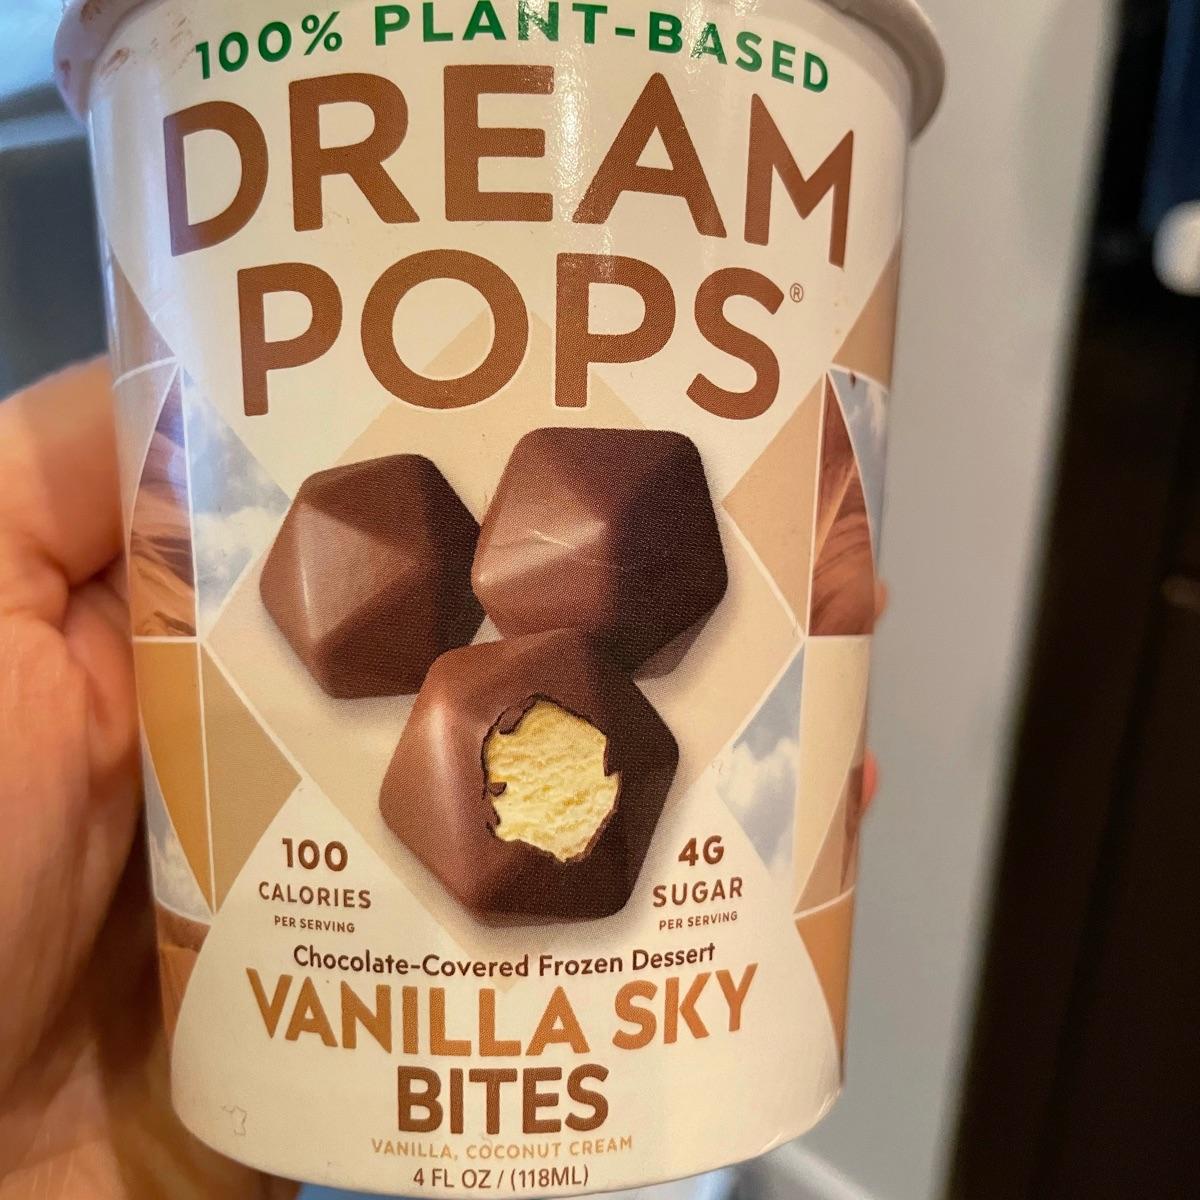 100% PLANT-BASED
DREAM
POPS®
100
CALORIES
PER SERVING
4G
SUGAR
PER SERVING
Chocolate-Covered Frozen Dessert
VANILLA SKY
BITES
VANILLA, COCONUT CREAM
4 FL OZ / (118ML)